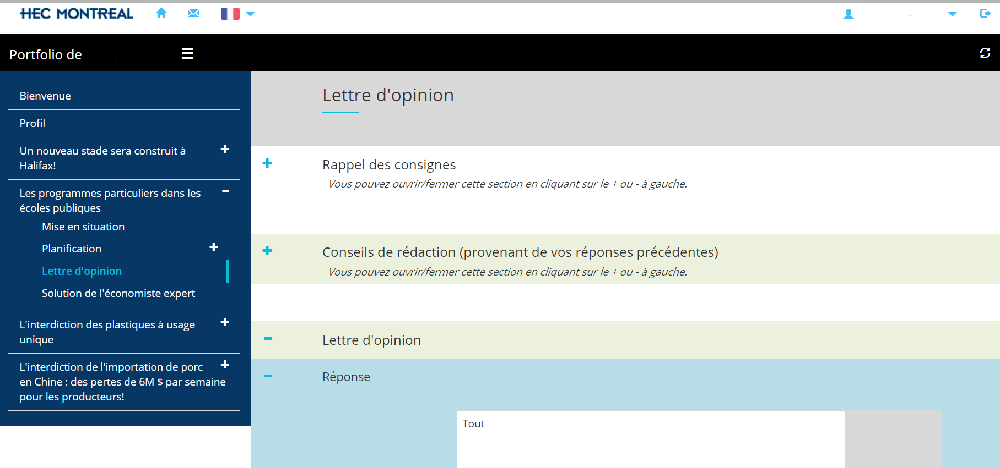 HEC MONTREAL
Portfolio de
Bienvenue
Profil
Un nouveau stade sera construit à
Halifax!
Les programmes particuliers dans les
écoles publiques
Mise en situation
Planification
Lettre d'opinion
Solution de l'économiste expert
L'interdiction des plastiques à usage
unique
L'interdiction de l'importation de porc
en Chine : des pertes de 6M $ par semaine
pour les producteurs!
Lettre d'opinion
Rappel des consignes
Vous pouvez ouvrir/fermer cette section en cliquant sur le + ou - à gauche.
Conseils de rédaction (provenant de vos réponses précédentes)
Vous pouvez ouvrir/fermer cette section en cliquant sur le + ou - à gauche.
Lettre d'opinion
Réponse
Tout